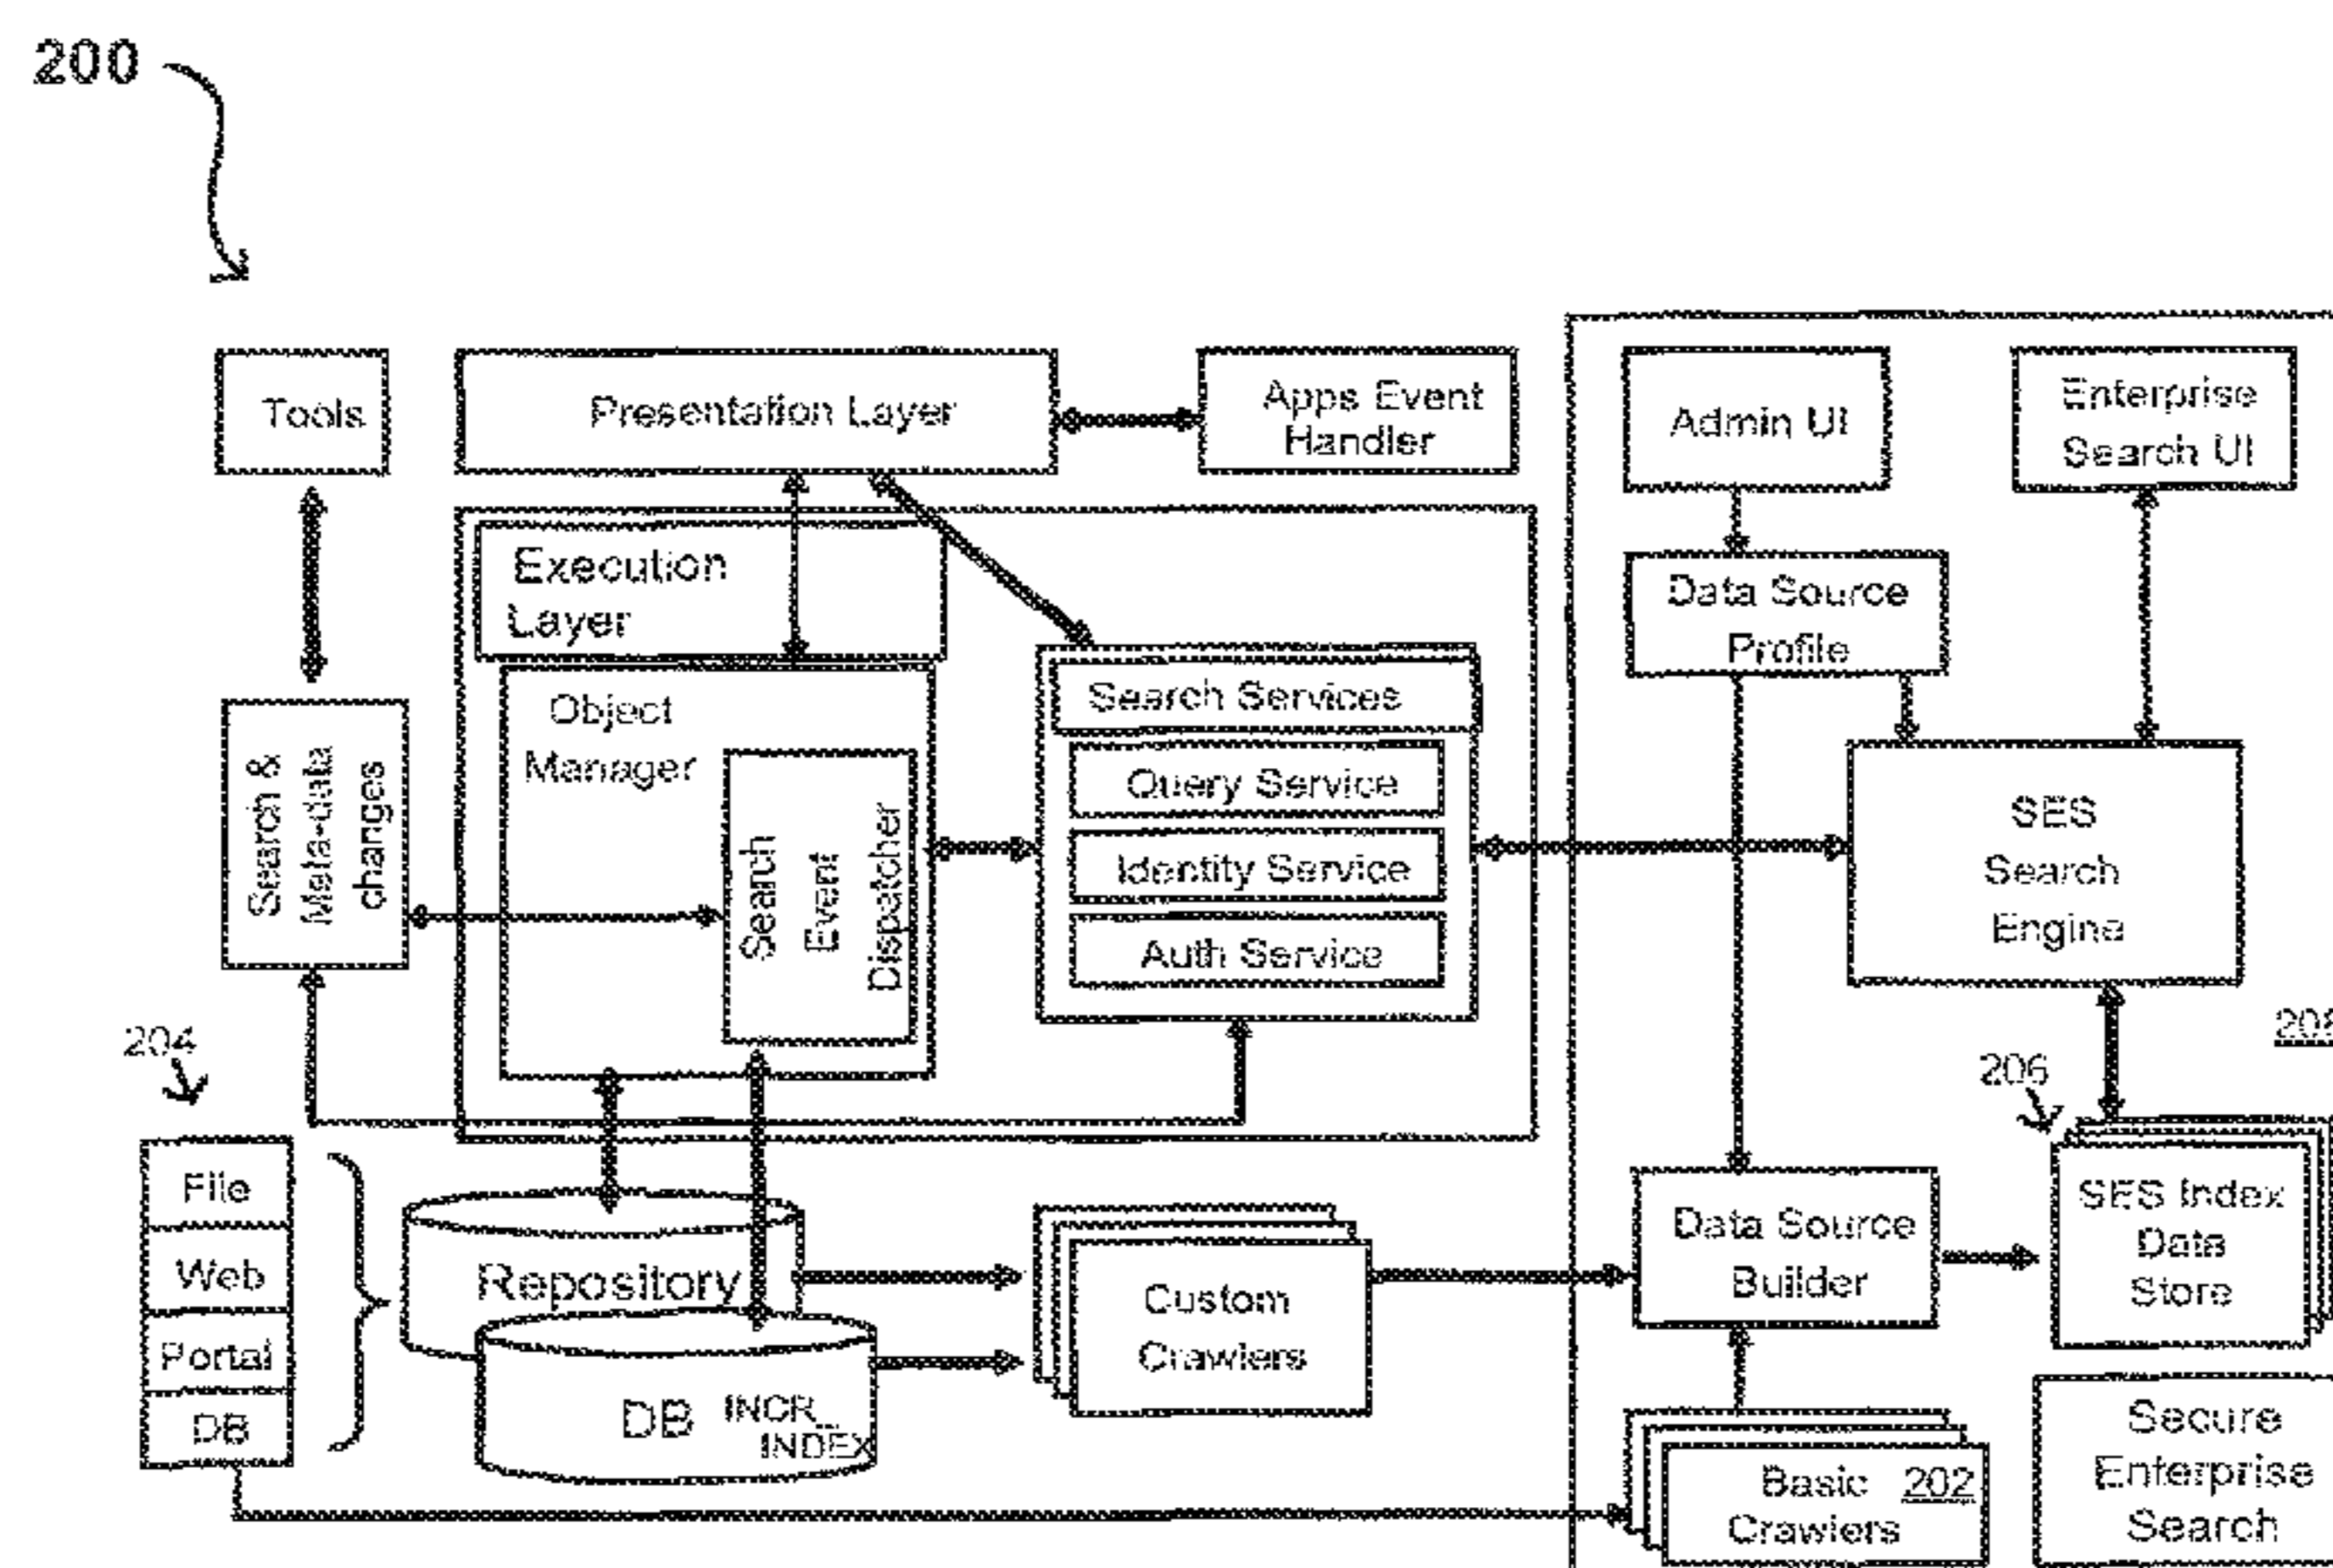 200
Tools
Presentation Layer
Apps Event
Handler
Admin UI
Enterprise
Search UI
Execution
Layer
Data Source
Profile
Object
Manager
Search Services
Search &
Meta-data
changes
Search
Event
Dispatcher
Query Service
Identity Service
Auth Service
SES
Search
Engine
204
206
208
File
Web
Portal
DB
Repository
DB
INCR_
INDEX
Custom
Crawlers
Data Source
Builder
SES Index
Data
Store
Basic 202
Crawlers
Secure
Enterprise
Search